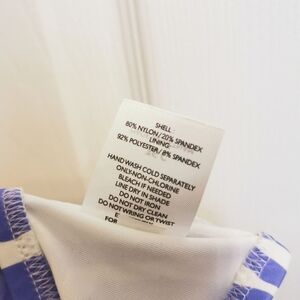 SHELL:
80% NYLON/20% SPANDEX
LINING:
92% POLYESTER/8% SPANDEX
HAND WASH COLD SEPARATELY
ONLY-NON-CHLORINE
BLEACH IF NEEDED
LINE DRY IN SHADE
DO NOT IRON
DO NOT DRY CLEAN
DO NOT WRING OR TWIST
FOR